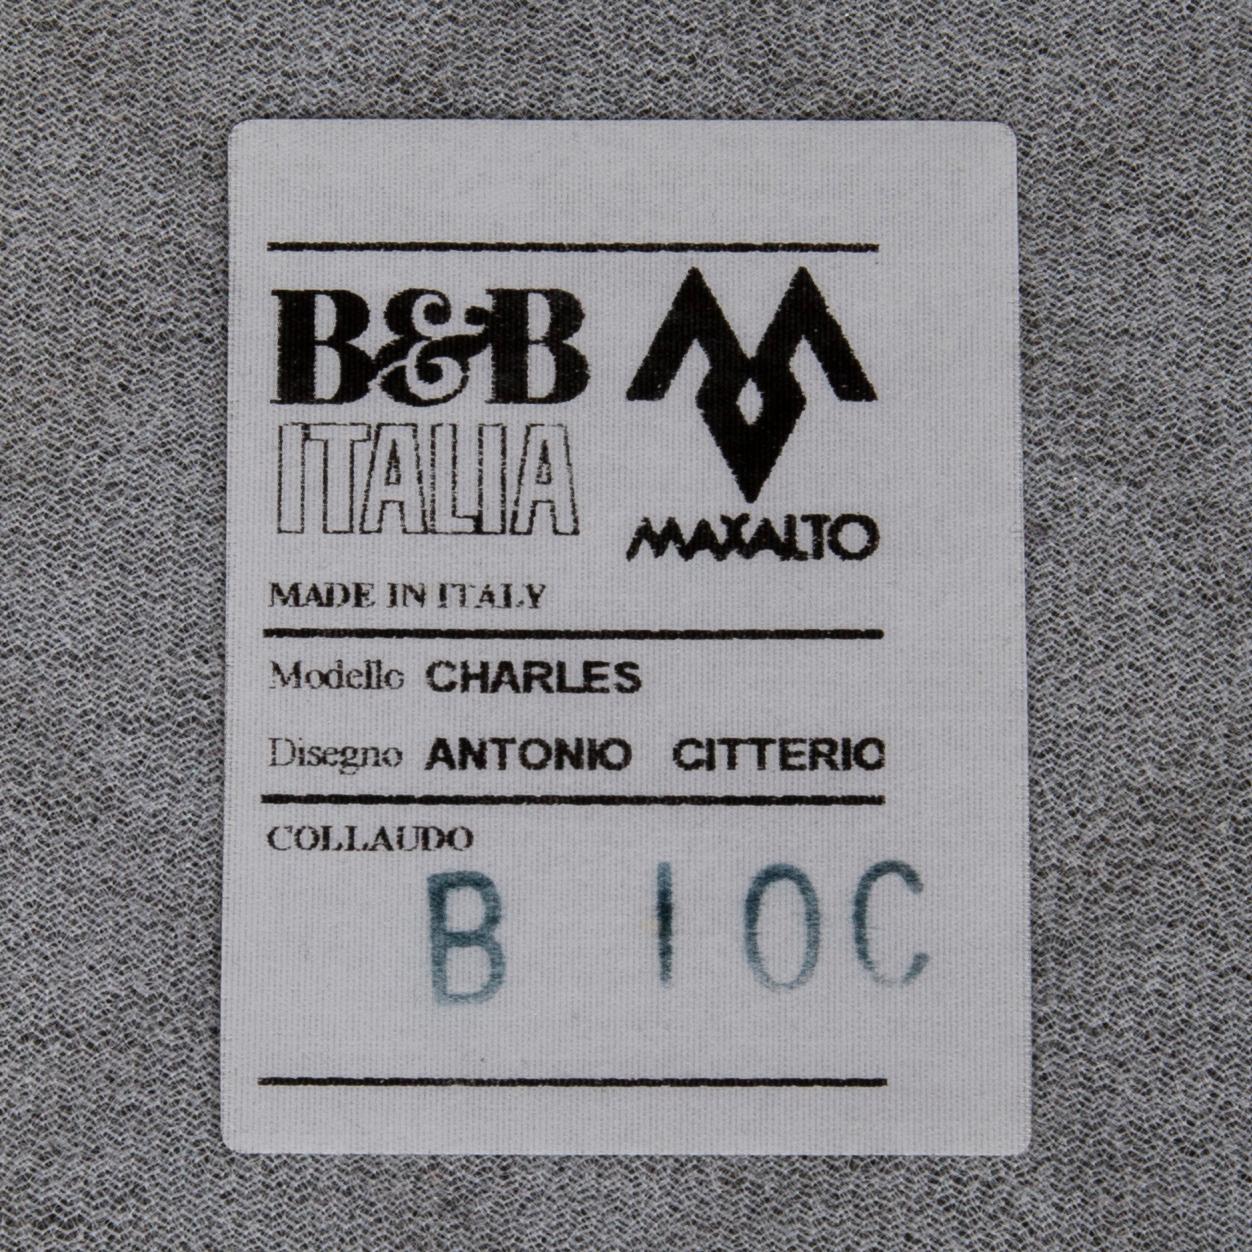 B&B
ITALIA
MAXALTO
MADE IN ITALY
Modello CHARLES
Disegno ANTONIO CITTERIO
COLLAUDO
B 10C